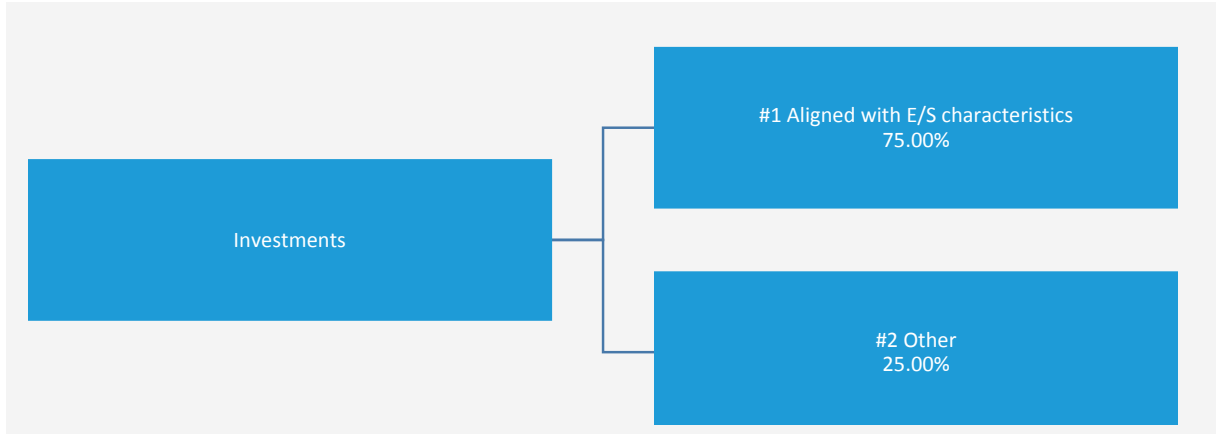 Investments
#1 Aligned with E/S characteristics
75.00%
#2 Other
25.00%